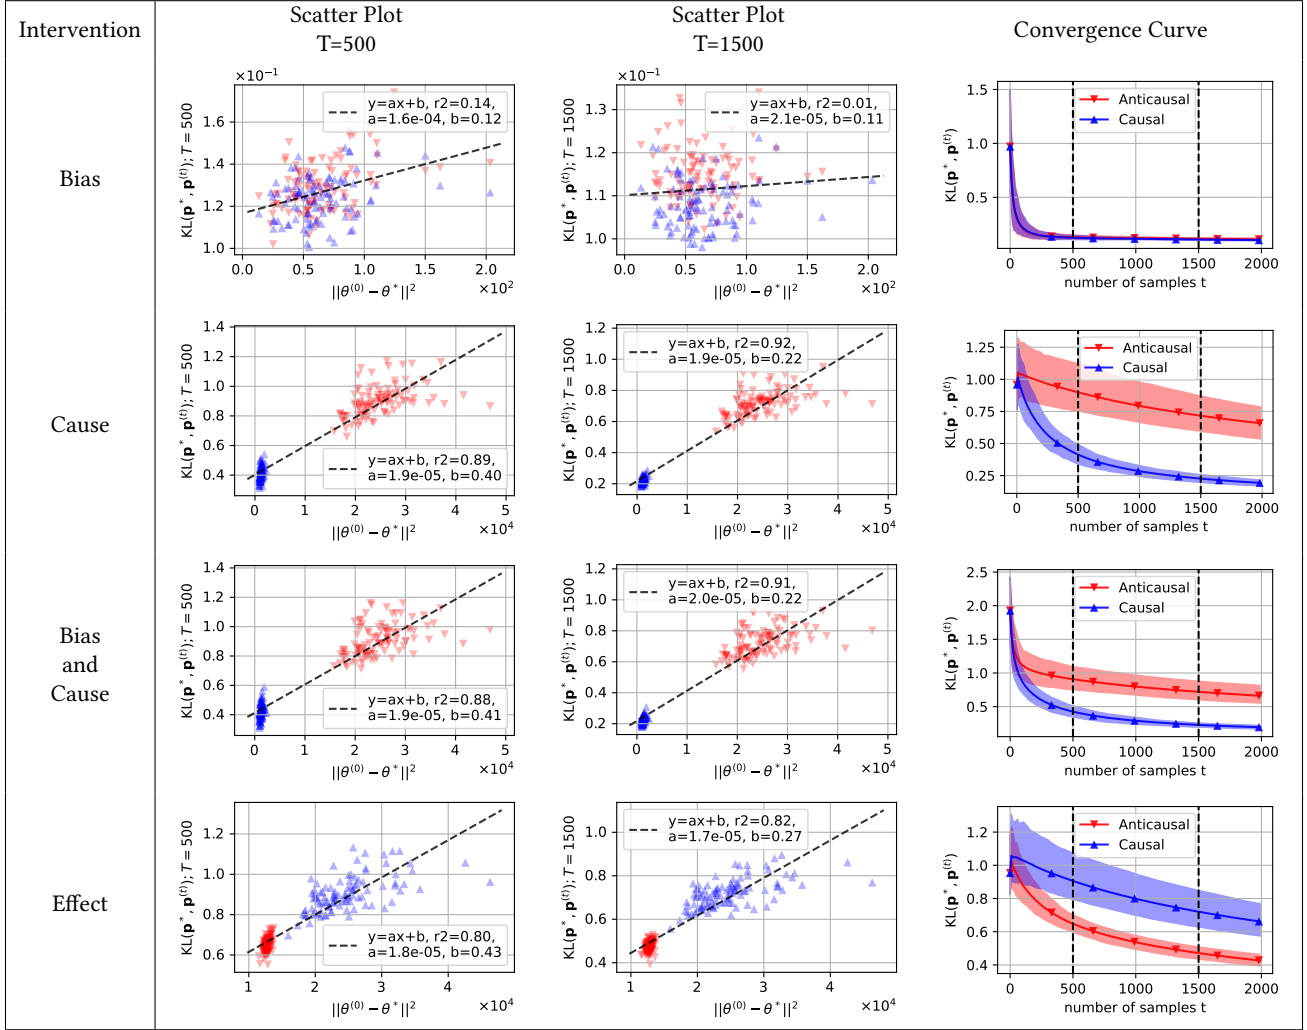 Intervention
Scatter Plot
T=500
Scatter Plot
T=1500
Convergence Curve
Bias
×10⁻¹
KL(p*, p⁽ᵗ⁾); T = 500
1.6
1.4
1.2
1.0
0.0 0.5 1.0 1.5 2.0
||θ⁽⁰⁾ − θ*||²
×10²
y=ax+b, r2=0.14,
a=1.6e-04, b=0.12
×10⁻¹
KL(p*, p⁽ᵗ⁾); T = 1500
1.3
1.2
1.1
1.0
0.0 0.5 1.0 1.5 2.0
||θ⁽⁰⁾ − θ*||²
×10²
y=ax+b, r2=0.01,
a=2.1e-05, b=0.11
KL(p*, p⁽ᵗ⁾)
1.5
1.0
0.5
0 500 1000 1500 2000
number of samples t
Anticausal
Causal
Cause
KL(p*, p⁽ᵗ⁾); T = 500
1.4
1.2
1.0
0.8
0.6
0.4
0 1 2 3 4 5
||θ⁽⁰⁾ − θ*||²
×10⁴
y=ax+b, r2=0.89,
a=1.9e-05, b=0.40
KL(p*, p⁽ᵗ⁾); T = 1500
1.2
1.0
0.8
0.6
0.4
0.2
0 1 2 3 4 5
||θ⁽⁰⁾ − θ*||²
×10⁴
y=ax+b, r2=0.92,
a=1.9e-05, b=0.22
KL(p*, p⁽ᵗ⁾)
1.25
1.00
0.75
0.50
0.25
0 500 1000 1500 2000
number of samples t
Anticausal
Causal
Bias
and
Cause
KL(p*, p⁽ᵗ⁾); T = 500
1.4
1.2
1.0
0.8
0.6
0.4
0 1 2 3 4 5
||θ⁽⁰⁾ − θ*||²
×10⁴
y=ax+b, r2=0.88,
a=1.9e-05, b=0.41
KL(p*, p⁽ᵗ⁾); T = 1500
1.2
1.0
0.8
0.6
0.4
0.2
0 1 2 3 4 5
||θ⁽⁰⁾ − θ*||²
×10⁴
y=ax+b, r2=0.91,
a=2.0e-05, b=0.22
KL(p*, p⁽ᵗ⁾)
2.5
2.0
1.5
1.0
0.5
0 500 1000 1500 2000
number of samples t
Anticausal
Causal
Effect
KL(p*, p⁽ᵗ⁾); T = 500
1.2
1.0
0.8
0.6
1 2 3 4
||θ⁽⁰⁾ − θ*||²
×10⁴
y=ax+b, r2=0.80,
a=1.8e-05, b=0.43
KL(p*, p⁽ᵗ⁾); T = 1500
1.0
0.8
0.6
0.4
1 2 3 4
||θ⁽⁰⁾ − θ*||²
×10⁴
y=ax+b, r2=0.82,
a=1.7e-05, b=0.27
KL(p*, p⁽ᵗ⁾)
1.2
1.0
0.8
0.6
0.4
0 500 1000 1500 2000
number of samples t
Anticausal
Causal